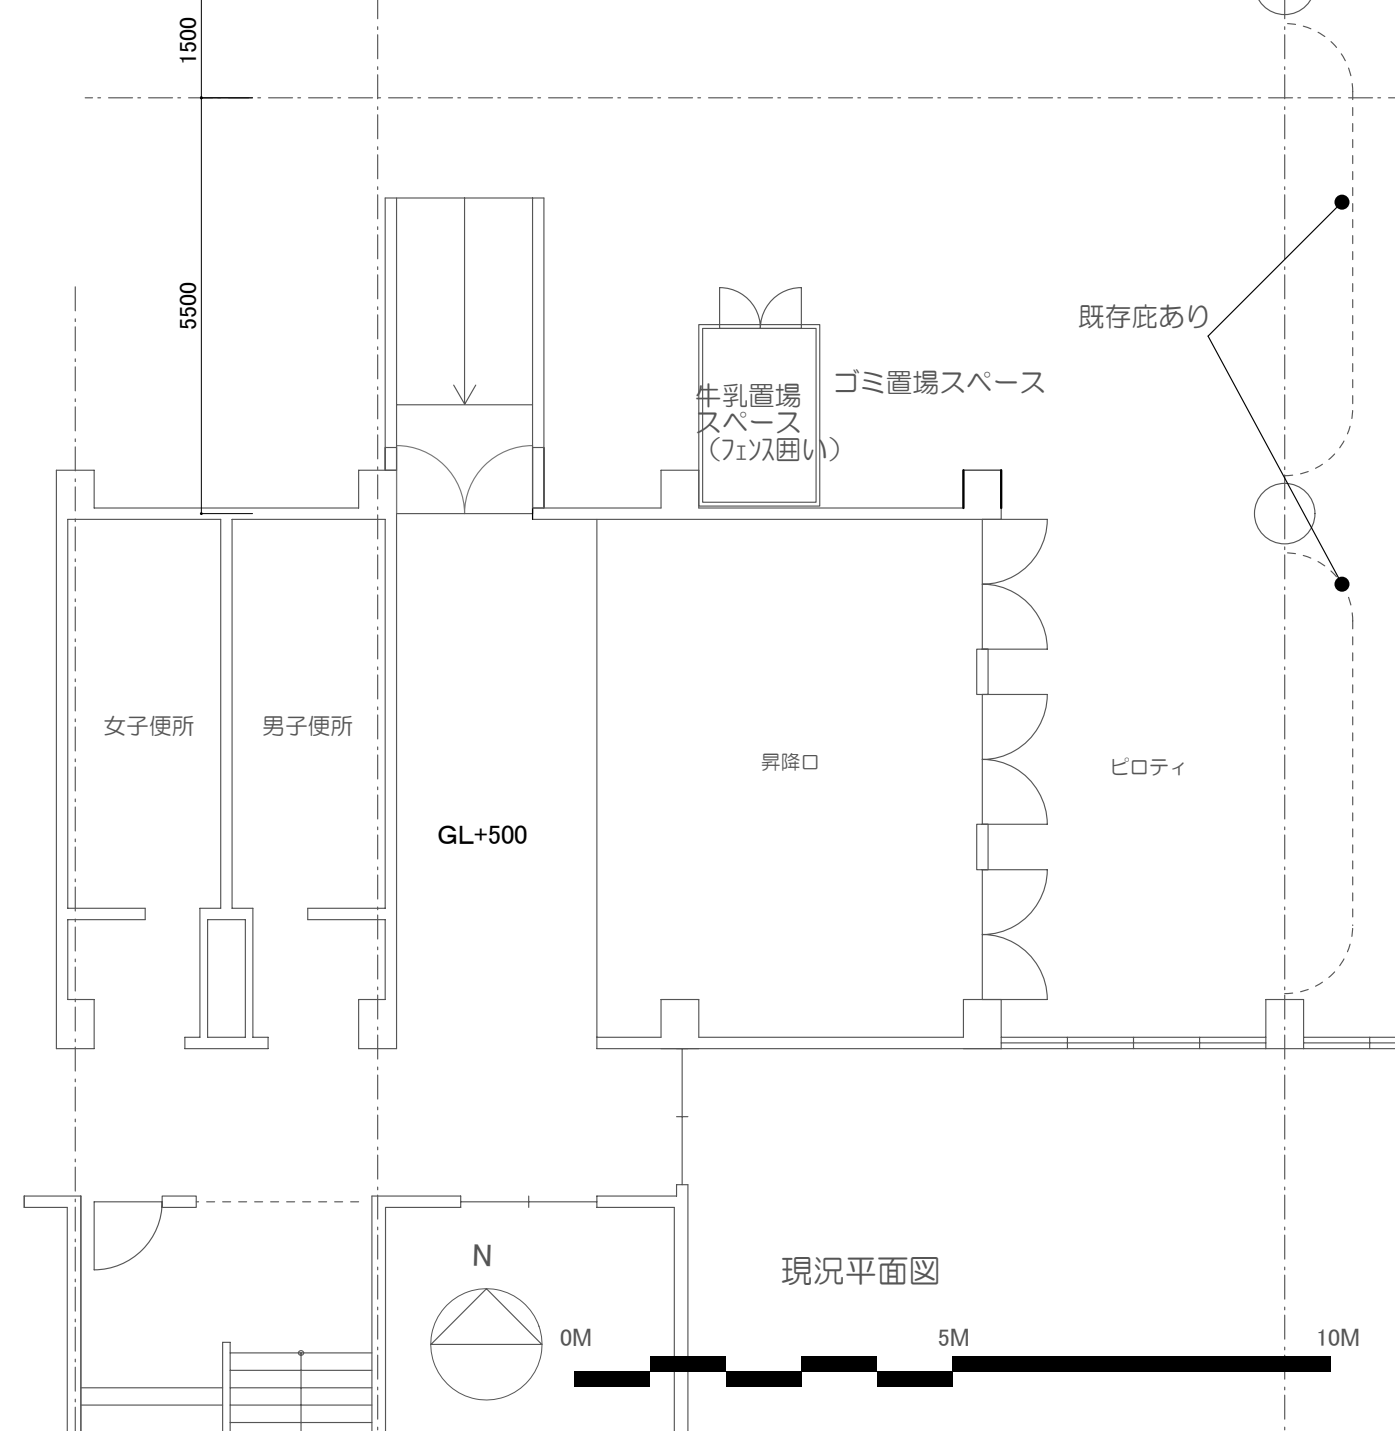 1500
5500
既存庇あり
ゴミ置場スペース
牛乳置場
スペース
（ﾌｪﾝｽ囲い）
女子便所
男子便所
昇降口
ピロティ
GL+500
N
現況平面図
0M
5M
10M